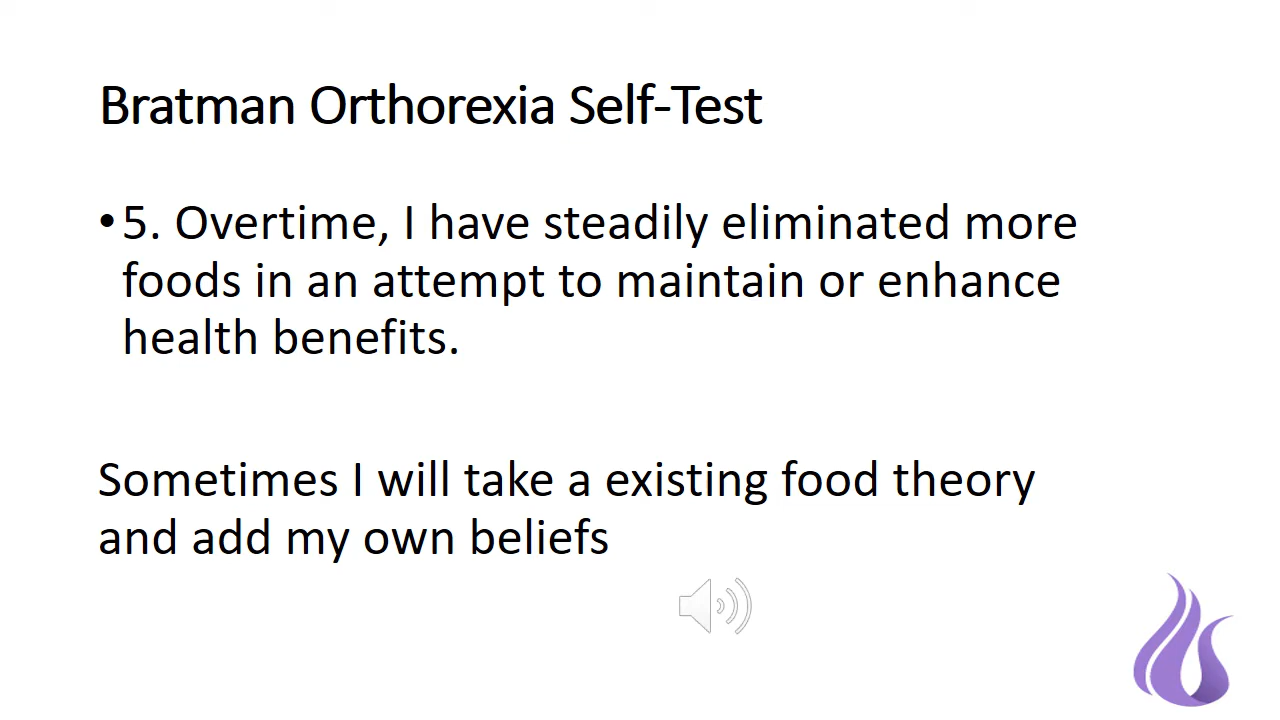 Bratman Orthorexia Self-Test
•5. Overtime, I have steadily eliminated more
foods in an attempt to maintain or enhance
health benefits.
Sometimes I will take a existing food theory
and add my own beliefs